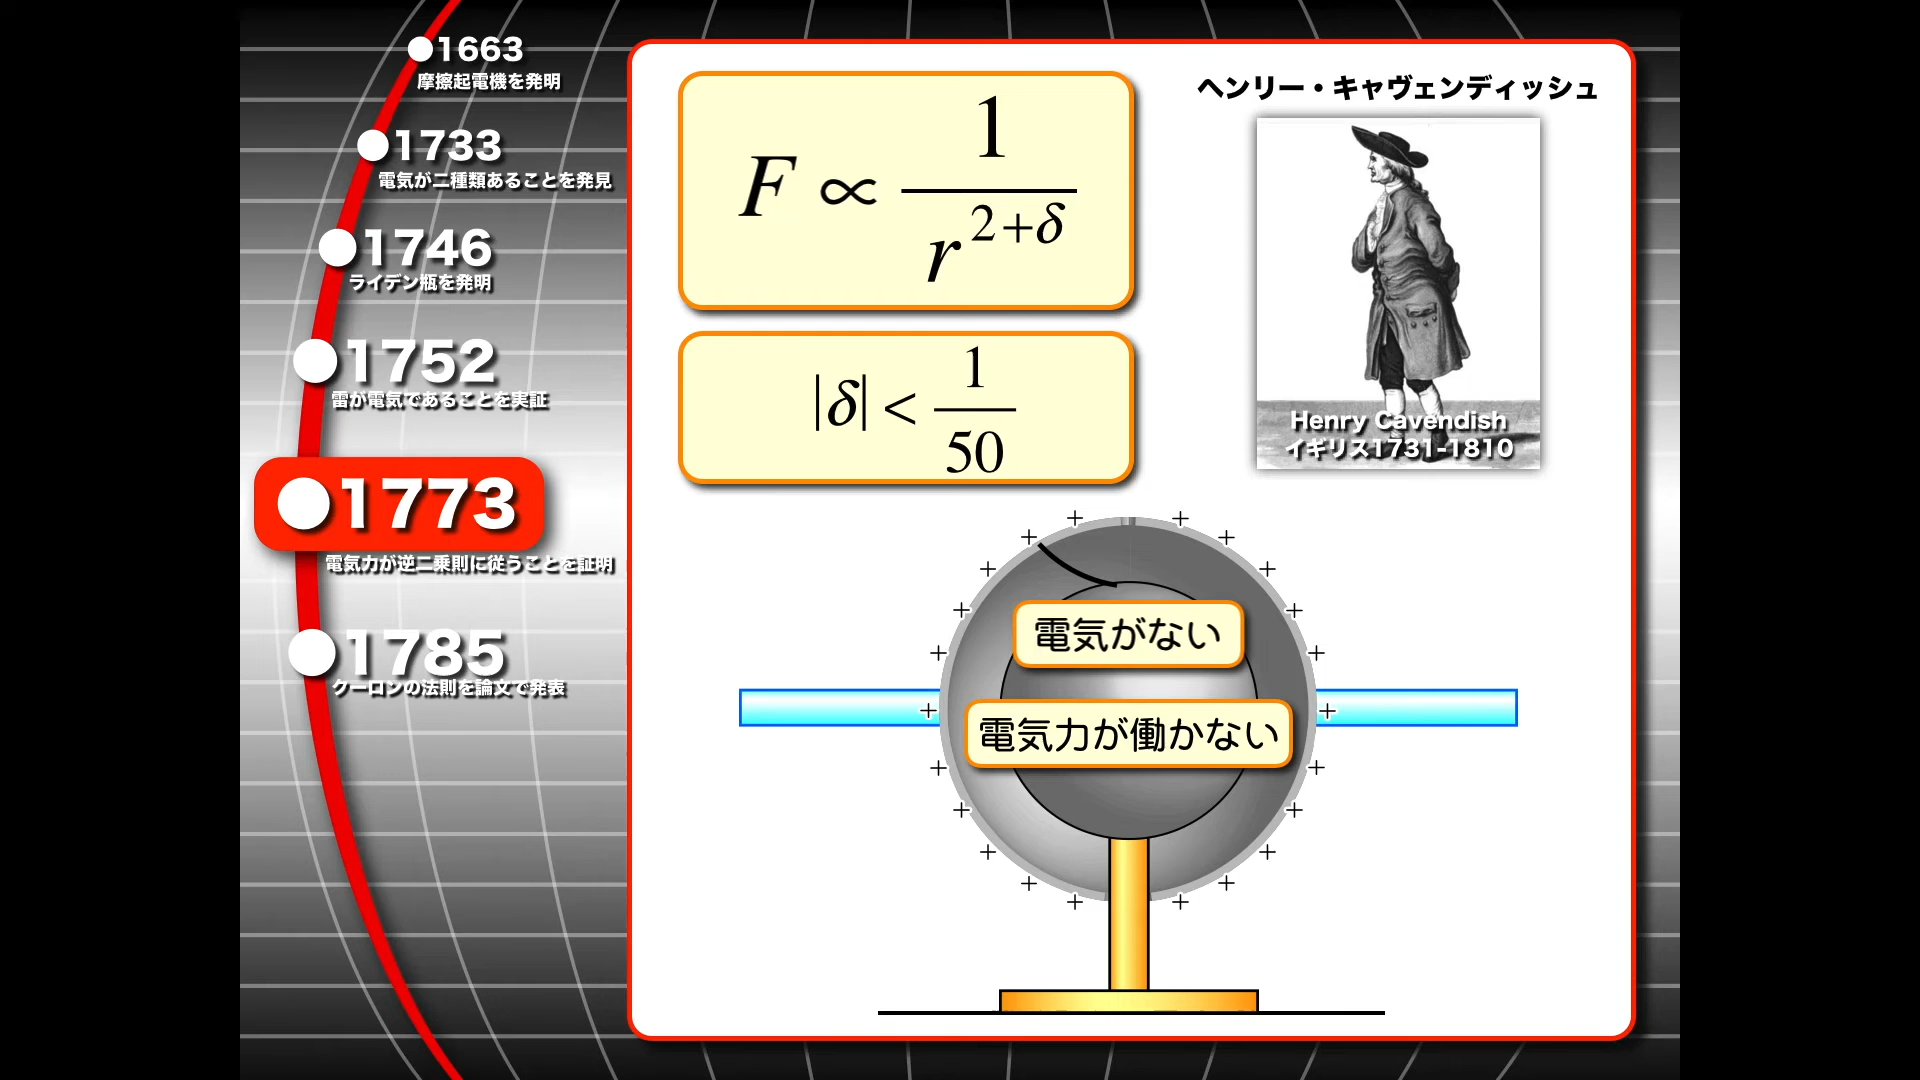 1663
摩擦起電機を発明
1733
電気が二種類あることを発見
1746
ライデン瓶を発明
1752
雷が電気であることを実証
1773
電気力が逆二乗則に従うことを証明
1785
クーロンの法則を論文で発表
F ∝ 1 / r^{2+δ}
|δ| < 1/50
ヘンリー・キャヴェンディッシュ
Henry Cavendish
イギリス1731-1810
電気がない
電気力が働かない